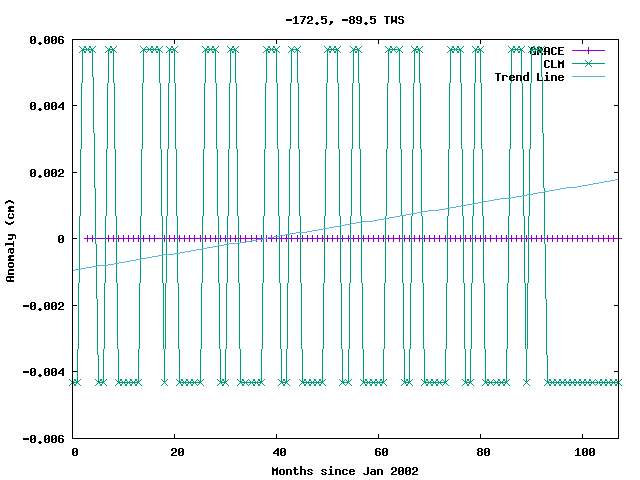 -172.5, -89.5 TWS
0.006
0.004
0.002
0
-0.002
-0.004
-0.006
0 20 40 60 80 100
Anomaly (cm)
Months since Jan 2002
GRACE
CLM
Trend Line